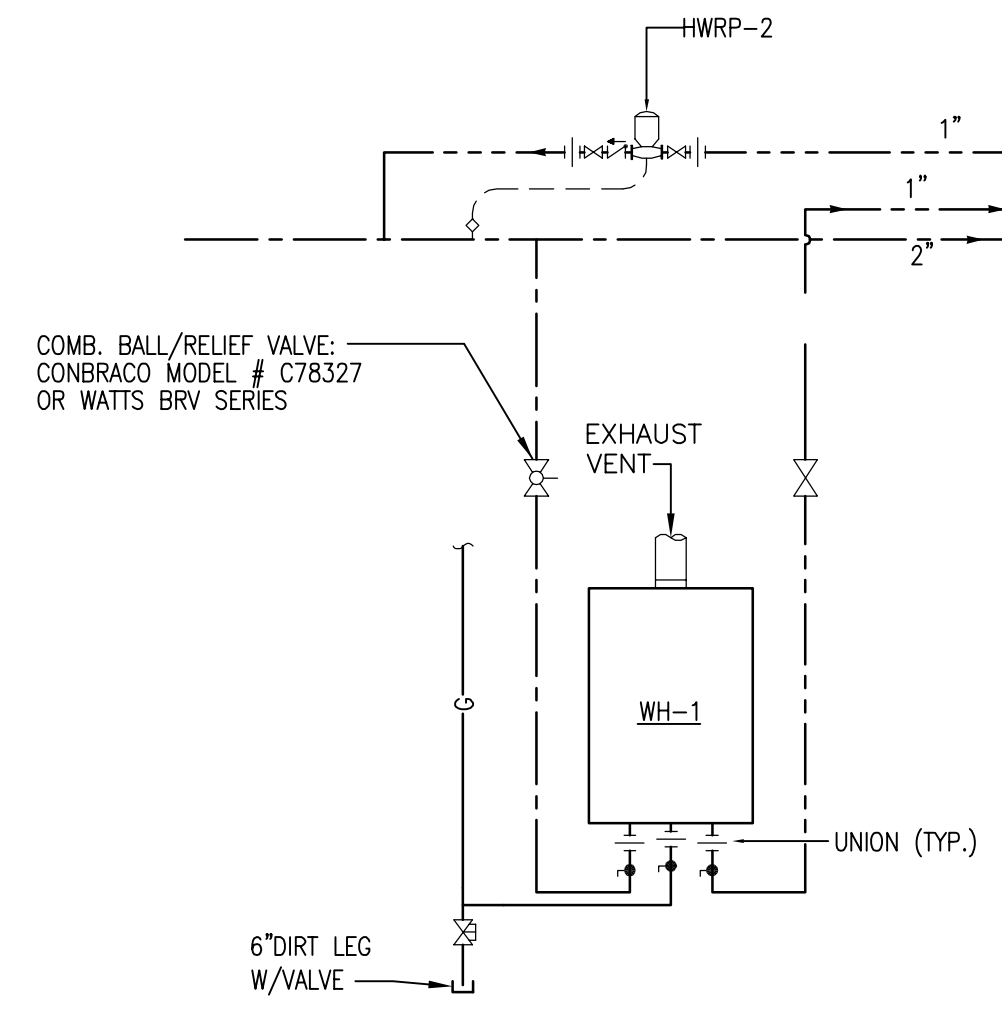 HWRP-2
1"
1"
2"
COMB. BALL/RELIEF VALVE:
CONBRACO MODEL # C78327
OR WATTS BRV SERIES
EXHAUST
VENT
G
WH-1
UNION (TYP.)
6"DIRT LEG
W/VALVE